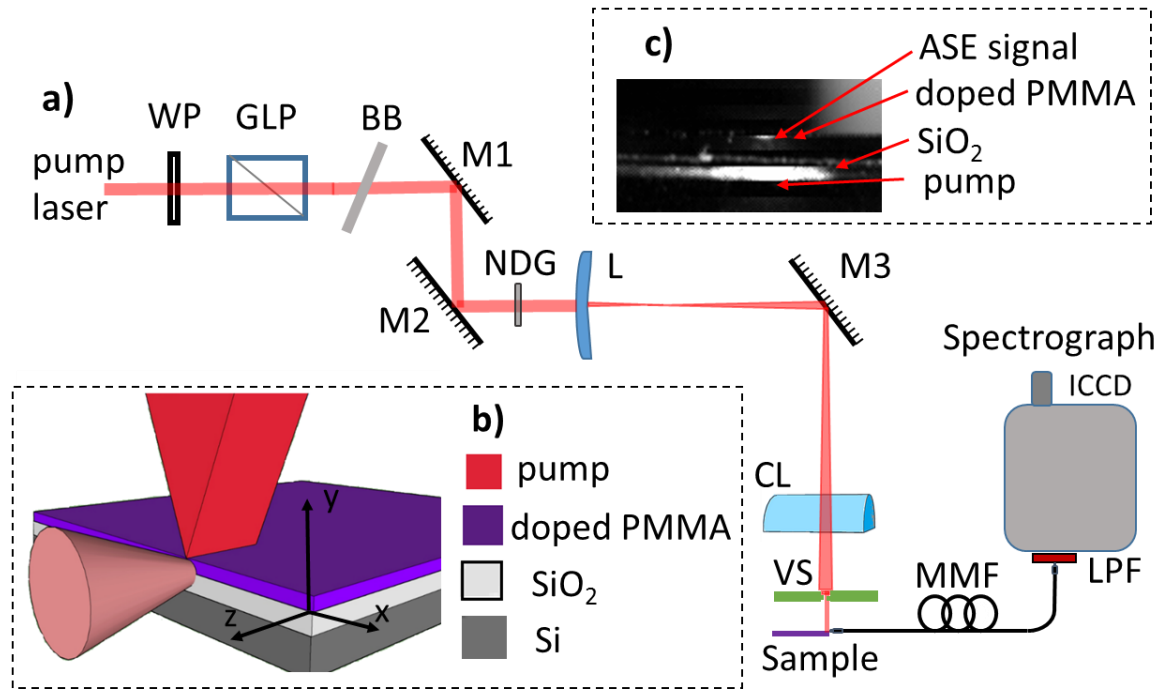 a)
WP
GLP
BB
M1
pump
laser
M2
NDG
L
M3
c)
ASE signal
doped PMMA
SiO₂
pump
Spectrograph
ICCD
LPF
MMF
CL
VS
Sample
b)
pump
doped PMMA
SiO₂
Si
y
z
x